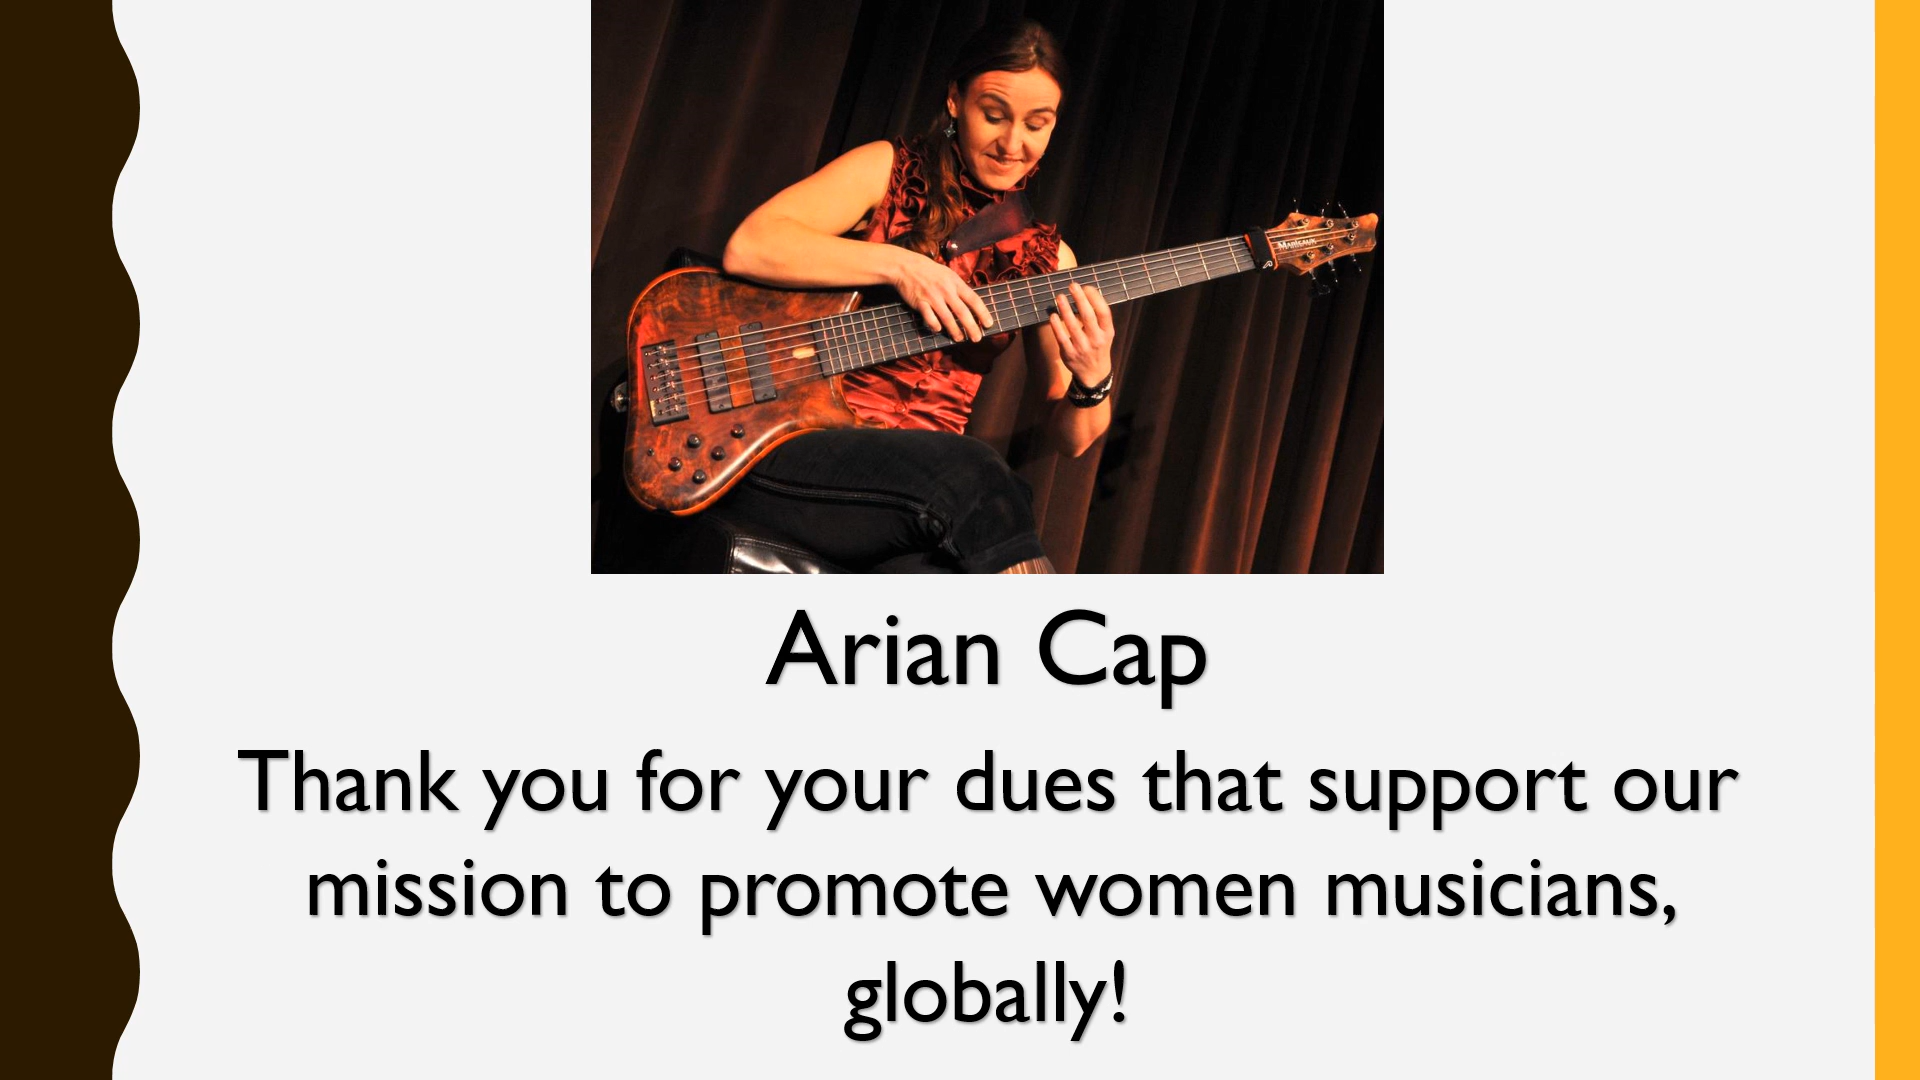 Arian Cap
Thank you for your dues that support our
mission to promote women musicians,
globally!